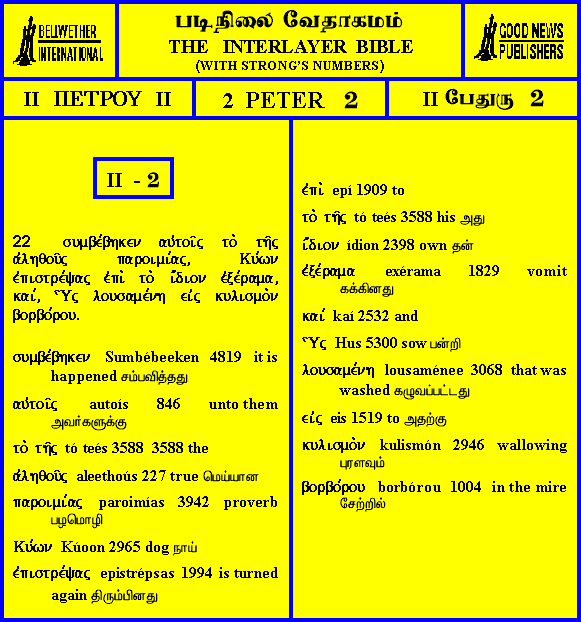 BELLWETHER
INTERNATIONAL
படிநிலை வேதாகமம்
THE INTERLAYER BIBLE
(WITH STRONG'S NUMBERS)
GOOD NEWS
PUBLISHERS
II ΠΕΤΡΟΥ II
2 PETER 2
II பேதுரு 2
II - 2
22 συμβέβηκεν αὐτοῖς τὸ τῆς
ἀληθοῦς παροιμίας, Κύων
ἐπιστρέψας ἐπὶ τὸ ἴδιον ἐξέραμα,
καί, Ὗς λουσαμένη εἰς κυλισμὸν
βορβόρου.
συμβέβηκεν Sumbébeeken 4819 it is
happened சம்பவித்தது
αὐτοῖς autoís 846 unto them
அவர்களுக்கு
τὸ τῆς tó teés 3588 3588 the
ἀληθοῦς aleethoús 227 true மெய்யான
παροιμίας paroimías 3942 proverb
பழமொழி
Κύων Kúoon 2965 dog நாய்
ἐπιστρέψας epistrépsas 1994 is turned
again திரும்பினது
ἐπὶ epí 1909 to
τὸ τῆς tó teés 3588 his அது
ἴδιον ídion 2398 own தன்
ἐξέραμα exérama 1829 vomit
கக்கினது
καί kaí 2532 and
Ὗς Hus 5300 sow பன்றி
λουσαμένη lousaménee 3068 that was
washed கழுவப்பட்டது
εἰς eis 1519 to அதற்கு
κυλισμὸν kulismón 2946 wallowing
புரளவும்
βορβόρου borbórou 1004 in the mire
சேற்றில்